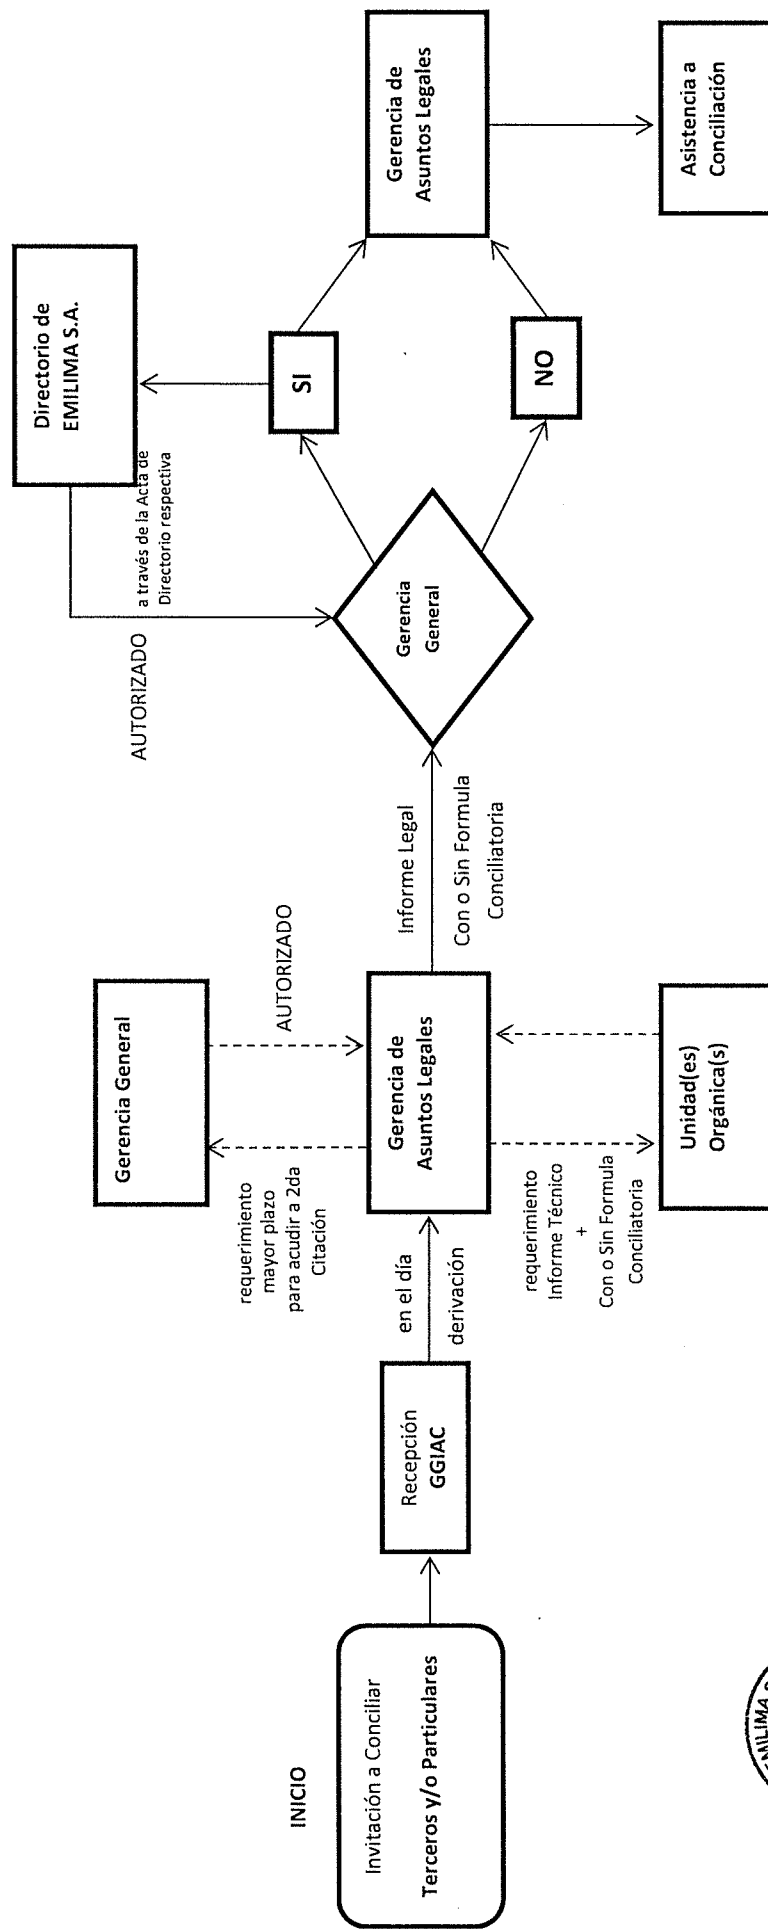 INICIO
Invitación a Conciliar
Terceros y/o Particulares
Recepción
GGIAC
en el día
derivación
Gerencia General
requerimiento
mayor plazo
para acudir a 2da
Citación
AUTORIZADO
Gerencia de
Asuntos Legales
requerimiento
Informe Técnico
+
Con o Sin Formula
Conciliatoria
Unidad(es)
Orgánica(s)
Informe Legal
Con o Sin Formula
Conciliatoria
Gerencia
General
AUTORIZADO
a través de la Acta de
Directorio respectiva
Directorio de
EMILIMA S.A.
SI
NO
Gerencia de
Asuntos Legales
Asistencia a
Conciliación
EMILIMA